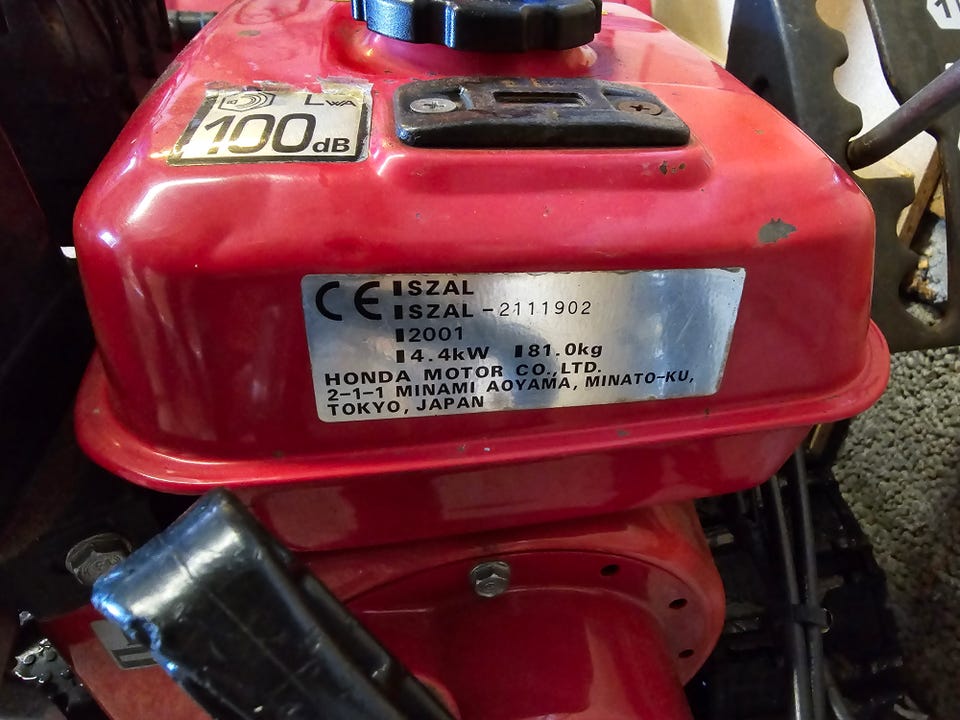 LWA
100dB
CE SZAL
SZAL-2111902
2001
4.4kW 81.0kg
HONDA MOTOR CO.,LTD.
2-1-1 MINAMI AOYAMA, MINATO-KU,
TOKYO, JAPAN